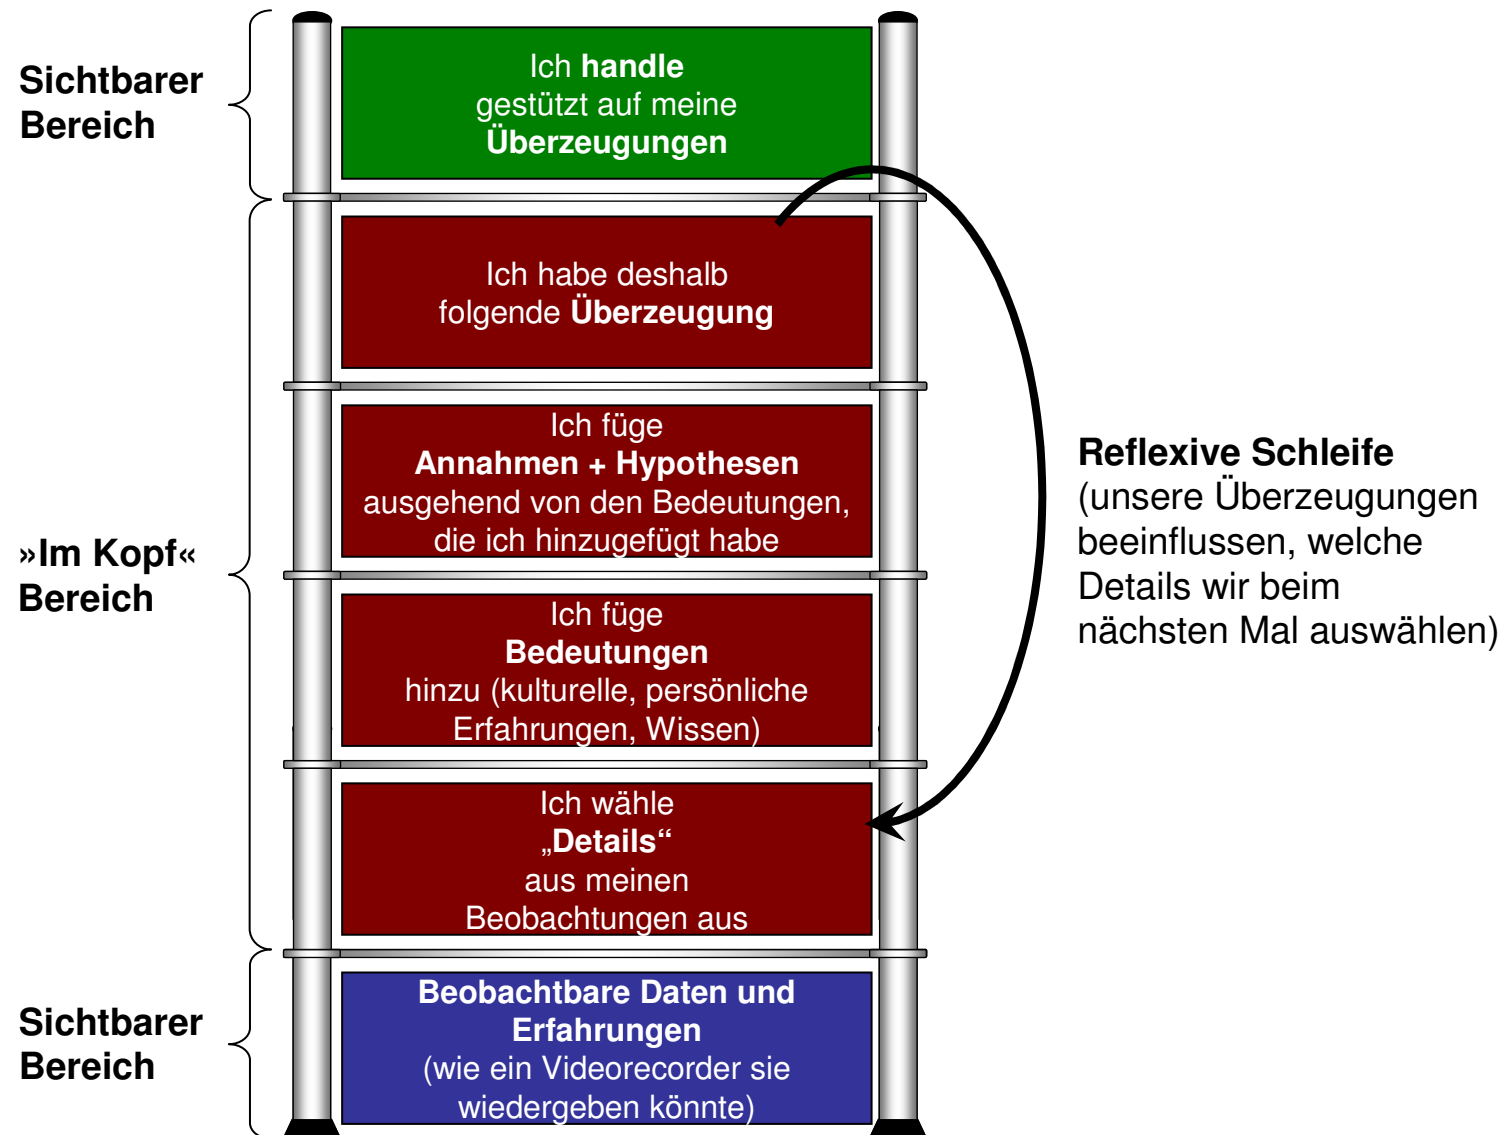 Sichtbarer
Bereich
Ich handle
gestützt auf meine
Überzeugungen
Ich habe deshalb
folgende Überzeugung
Ich füge
Annahmen + Hypothesen
ausgehend von den Bedeutungen,
die ich hinzugefügt habe
»Im Kopf«
Bereich
Ich füge
Bedeutungen
hinzu (kulturelle, persönliche
Erfahrungen, Wissen)
Ich wähle
„Details“
aus meinen
Beobachtungen aus
Reflexive Schleife
(unsere Überzeugungen
beeinflussen, welche
Details wir beim
nächsten Mal auswählen)
Sichtbarer
Bereich
Beobachtbare Daten und
Erfahrungen
(wie ein Videorecorder sie
wiedergeben könnte)